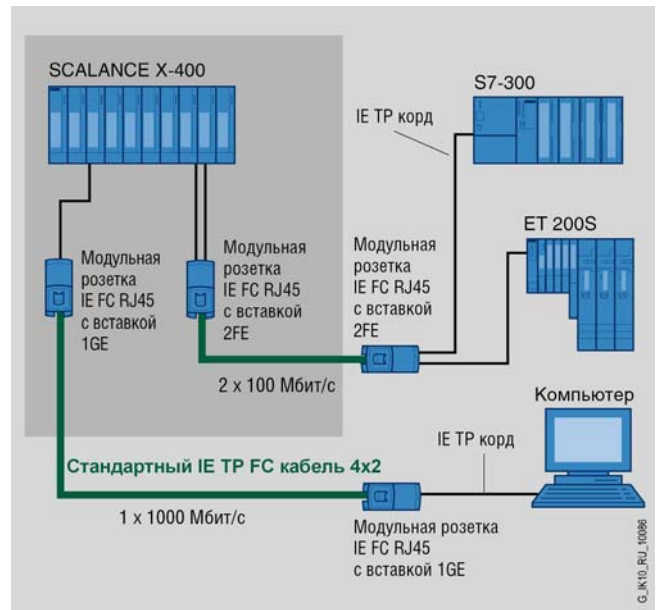 SCALANCE X-400
S7-300
IE TP корд
ET 200S
Модульная
розетка
IE FC RJ45
с вставкой
1GE
Модульная
розетка
IE FC RJ45
с вставкой
2FE
Модульная
розетка
IE FC RJ45
с вставкой
2FE
2 x 100 Мбит/с
Компьютер
IE TP корд
Стандартный IE TP FC кабель 4x2
1 x 1000 Мбит/с
Модульная розетка
IE FC RJ45
с вставкой 1GE
G_IK10_RU_10086